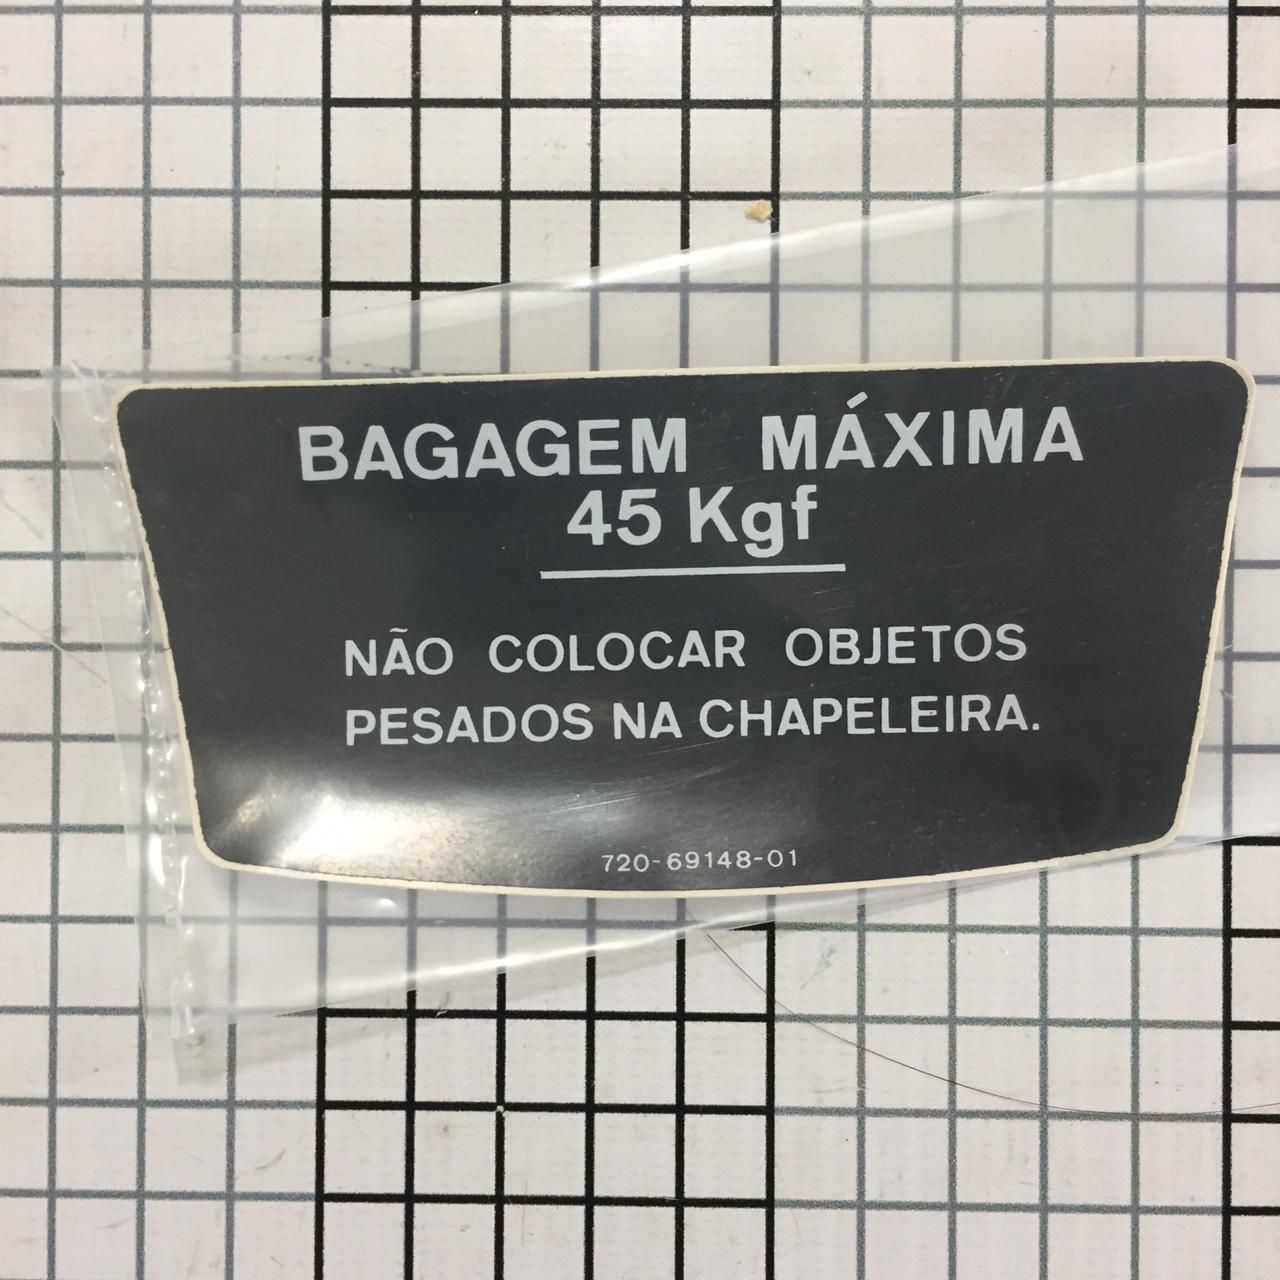 BAGAGEM MÁXIMA
45 Kgf
NÃO COLOCAR OBJETOS
PESADOS NA CHAPELEIRA.
720-69148-01